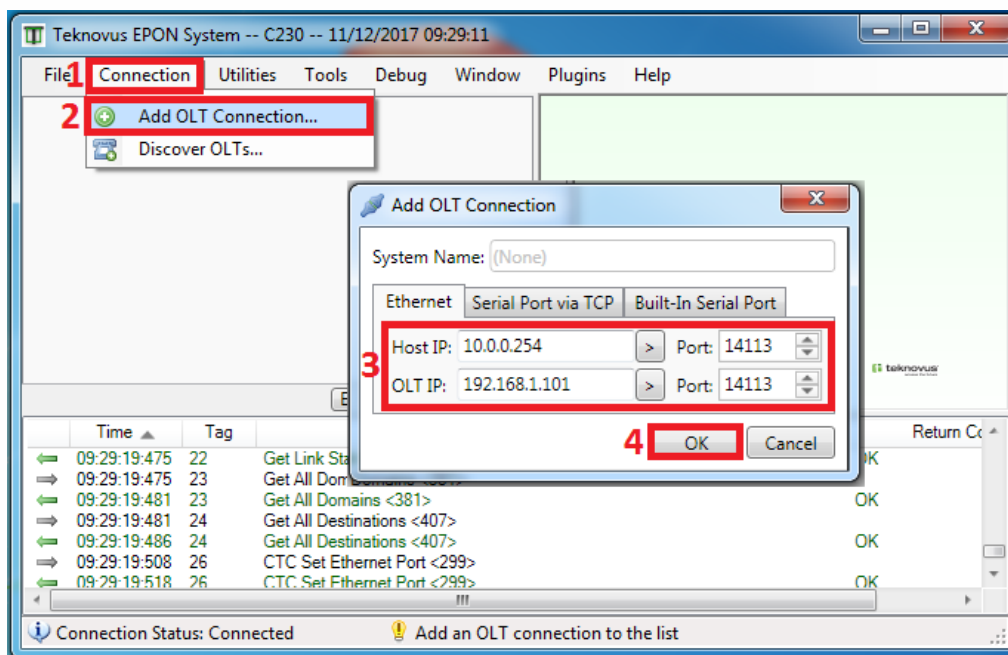 Teknovus EPON System -- C230 -- 11/12/2017 09:29:11
File Connection Utilities Tools Debug Window Plugins Help
1
2 Add OLT Connection...
Discover OLTs...
Add OLT Connection
System Name: (None)
Ethernet Serial Port via TCP Built-In Serial Port
3
Host IP: 10.0.0.254 > Port: 14113
OLT IP: 192.168.1.101 > Port: 14113
teknovus
4 OK Cancel
Time Tag Return Co
09:29:19:475 22 Get Link Sta OK
09:29:19:475 23 Get All Domains <381>
09:29:19:481 23 Get All Domains <381> OK
09:29:19:481 24 Get All Destinations <407>
09:29:19:486 24 Get All Destinations <407> OK
09:29:19:508 26 CTC Set Ethernet Port <299>
09:29:19:518 26 CTC Set Ethernet Port <299> OK
Connection Status: Connected Add an OLT connection to the list